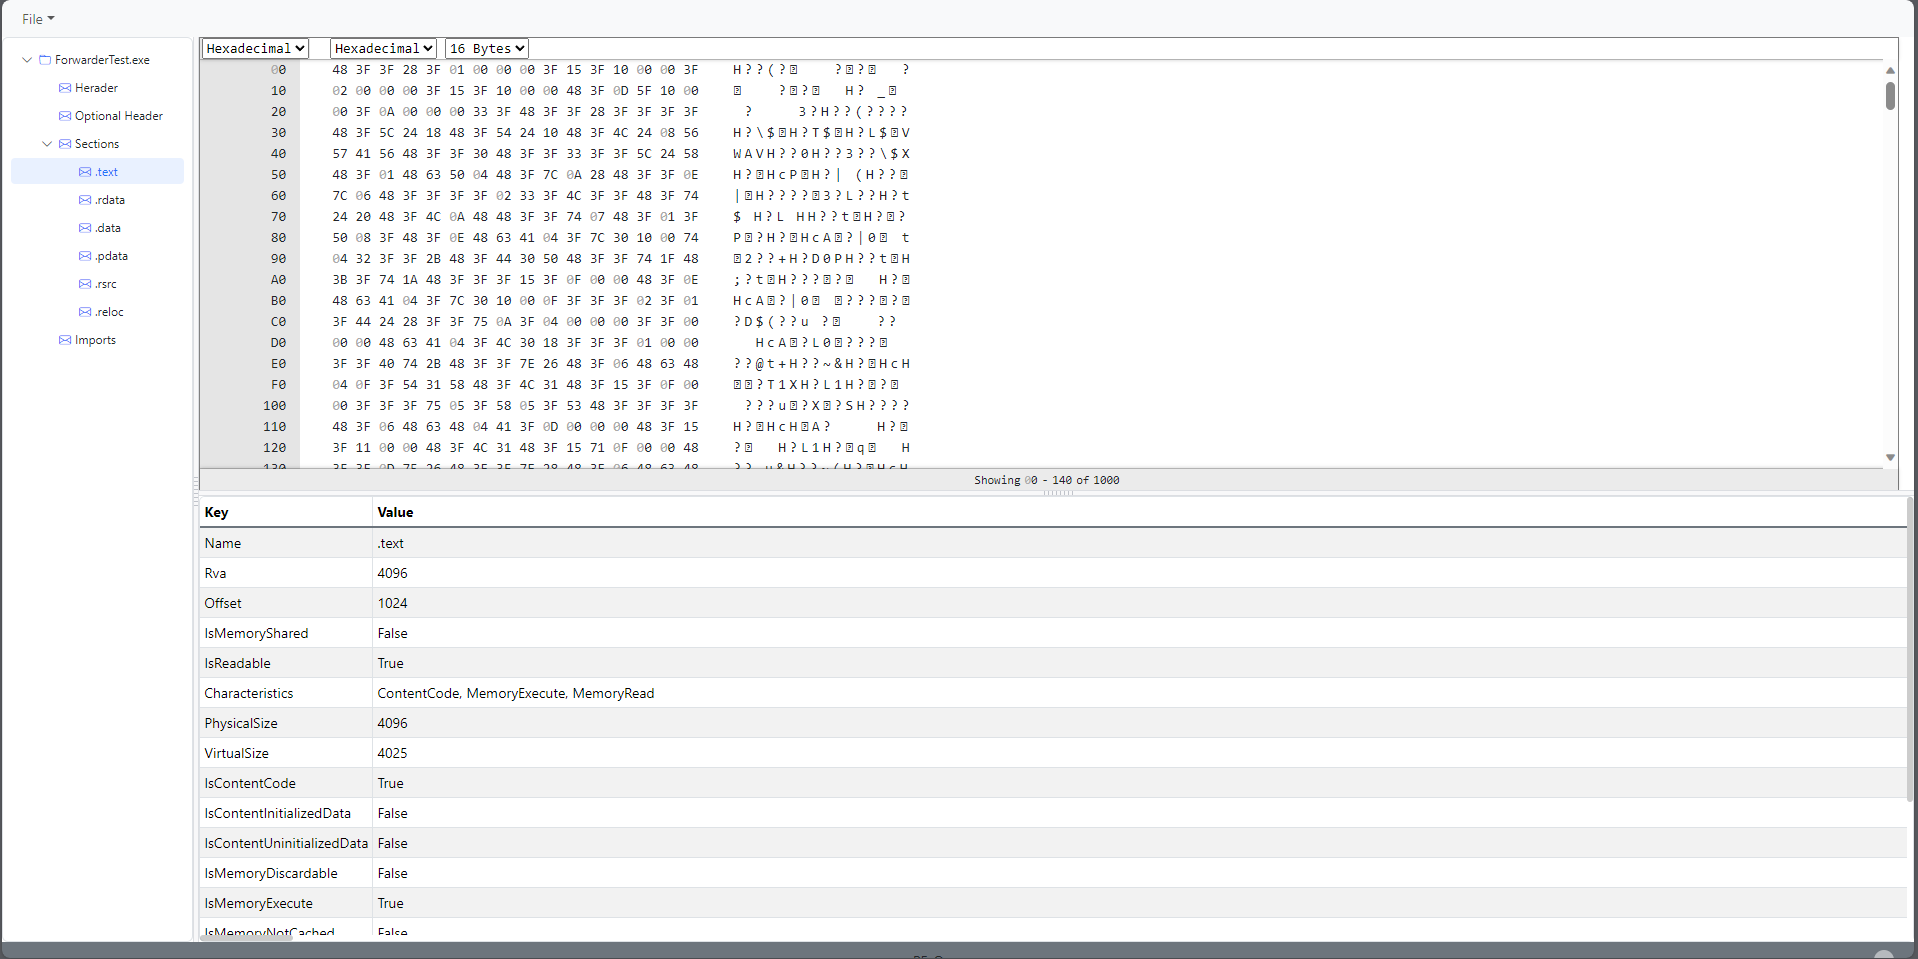 File
ForwarderTest.exe
Herader
Optional Header
Sections
.text
.rdata
.data
.pdata
.rsrc
.reloc
Imports
Hexadecimal Hexadecimal 16 Bytes
00 48 3F 3F 28 3F 01 00 00 00 3F 15 3F 10 00 00 3F H??(?␦ ?␦?␦ ?
10 02 00 00 00 3F 15 3F 10 00 00 48 3F 0D 5F 10 00 ␦ ?␦?␦ H? _␦
20 00 3F 0A 00 00 00 33 3F 48 3F 3F 28 3F 3F 3F 3F ? 3?H??(????
30 48 3F 5C 24 18 48 3F 54 24 10 48 3F 4C 24 08 56 H?\$␦H?T$␦H?L$␦V
40 57 41 56 48 3F 3F 30 48 3F 3F 33 3F 3F 5C 24 58 WAVH??0H??3??\$X
50 48 3F 01 48 63 50 04 48 3F 7C 0A 28 48 3F 3F 0E H?␦HcP␦H?| (H??␦
60 7C 06 48 3F 3F 3F 3F 02 33 3F 4C 3F 3F 48 3F 74 |␦H????␦3?L??H?t
70 24 20 48 3F 4C 0A 48 48 3F 3F 74 07 48 3F 01 3F $ H?L HH??t␦H?␦?
80 50 08 3F 48 3F 0E 48 63 41 04 3F 7C 30 10 00 74 P␦?H?␦HcA␦?|0␦ t
90 04 32 3F 3F 2B 48 3F 44 30 50 48 3F 3F 74 1F 48 ␦2??+H?D0PH??t␦H
A0 3B 3F 74 1A 48 3F 3F 3F 15 3F 0F 00 00 48 3F 0E ;?t␦H???␦?␦ H?␦
B0 48 63 41 04 3F 7C 30 10 00 0F 3F 3F 3F 02 3F 01 HcA␦?|0␦ ␦???␦?␦
C0 3F 44 24 28 3F 3F 75 0A 3F 04 00 00 00 3F 3F 00 ?D$(??u ?␦ ??
D0 00 00 48 63 41 04 3F 4C 30 18 3F 3F 3F 01 00 00 HcA␦?L0␦???␦
E0 3F 3F 40 74 2B 48 3F 3F 7E 26 48 3F 06 48 63 48 ??@t+H??~&H?␦HcH
F0 04 0F 3F 54 31 58 48 3F 4C 31 48 3F 15 3F 0F 00 ␦␦?T1XH?L1H?␦?␦
100 00 3F 3F 3F 75 05 3F 58 05 3F 53 48 3F 3F 3F 3F ???u␦?X␦?SH????
110 48 3F 06 48 63 48 04 41 3F 0D 00 00 00 48 3F 15 H?␦HcH␦A? H?␦
120 3F 11 00 00 48 3F 4C 31 48 3F 15 71 0F 00 00 48 ?␦ H?L1H?␦q␦ H
130 3F 3F 0D 7F 26 48 3F 3F 7F 28 48 3F 06 48 63 48
Showing 00 - 140 of 1000
Key Value
Name .text
Rva 4096
Offset 1024
IsMemoryShared False
IsReadable True
Characteristics ContentCode, MemoryExecute, MemoryRead
PhysicalSize 4096
VirtualSize 4025
IsContentCode True
IsContentInitializedData False
IsContentUninitializedData False
IsMemoryDiscardable False
IsMemoryExecute True
IsMemoryNotCached False